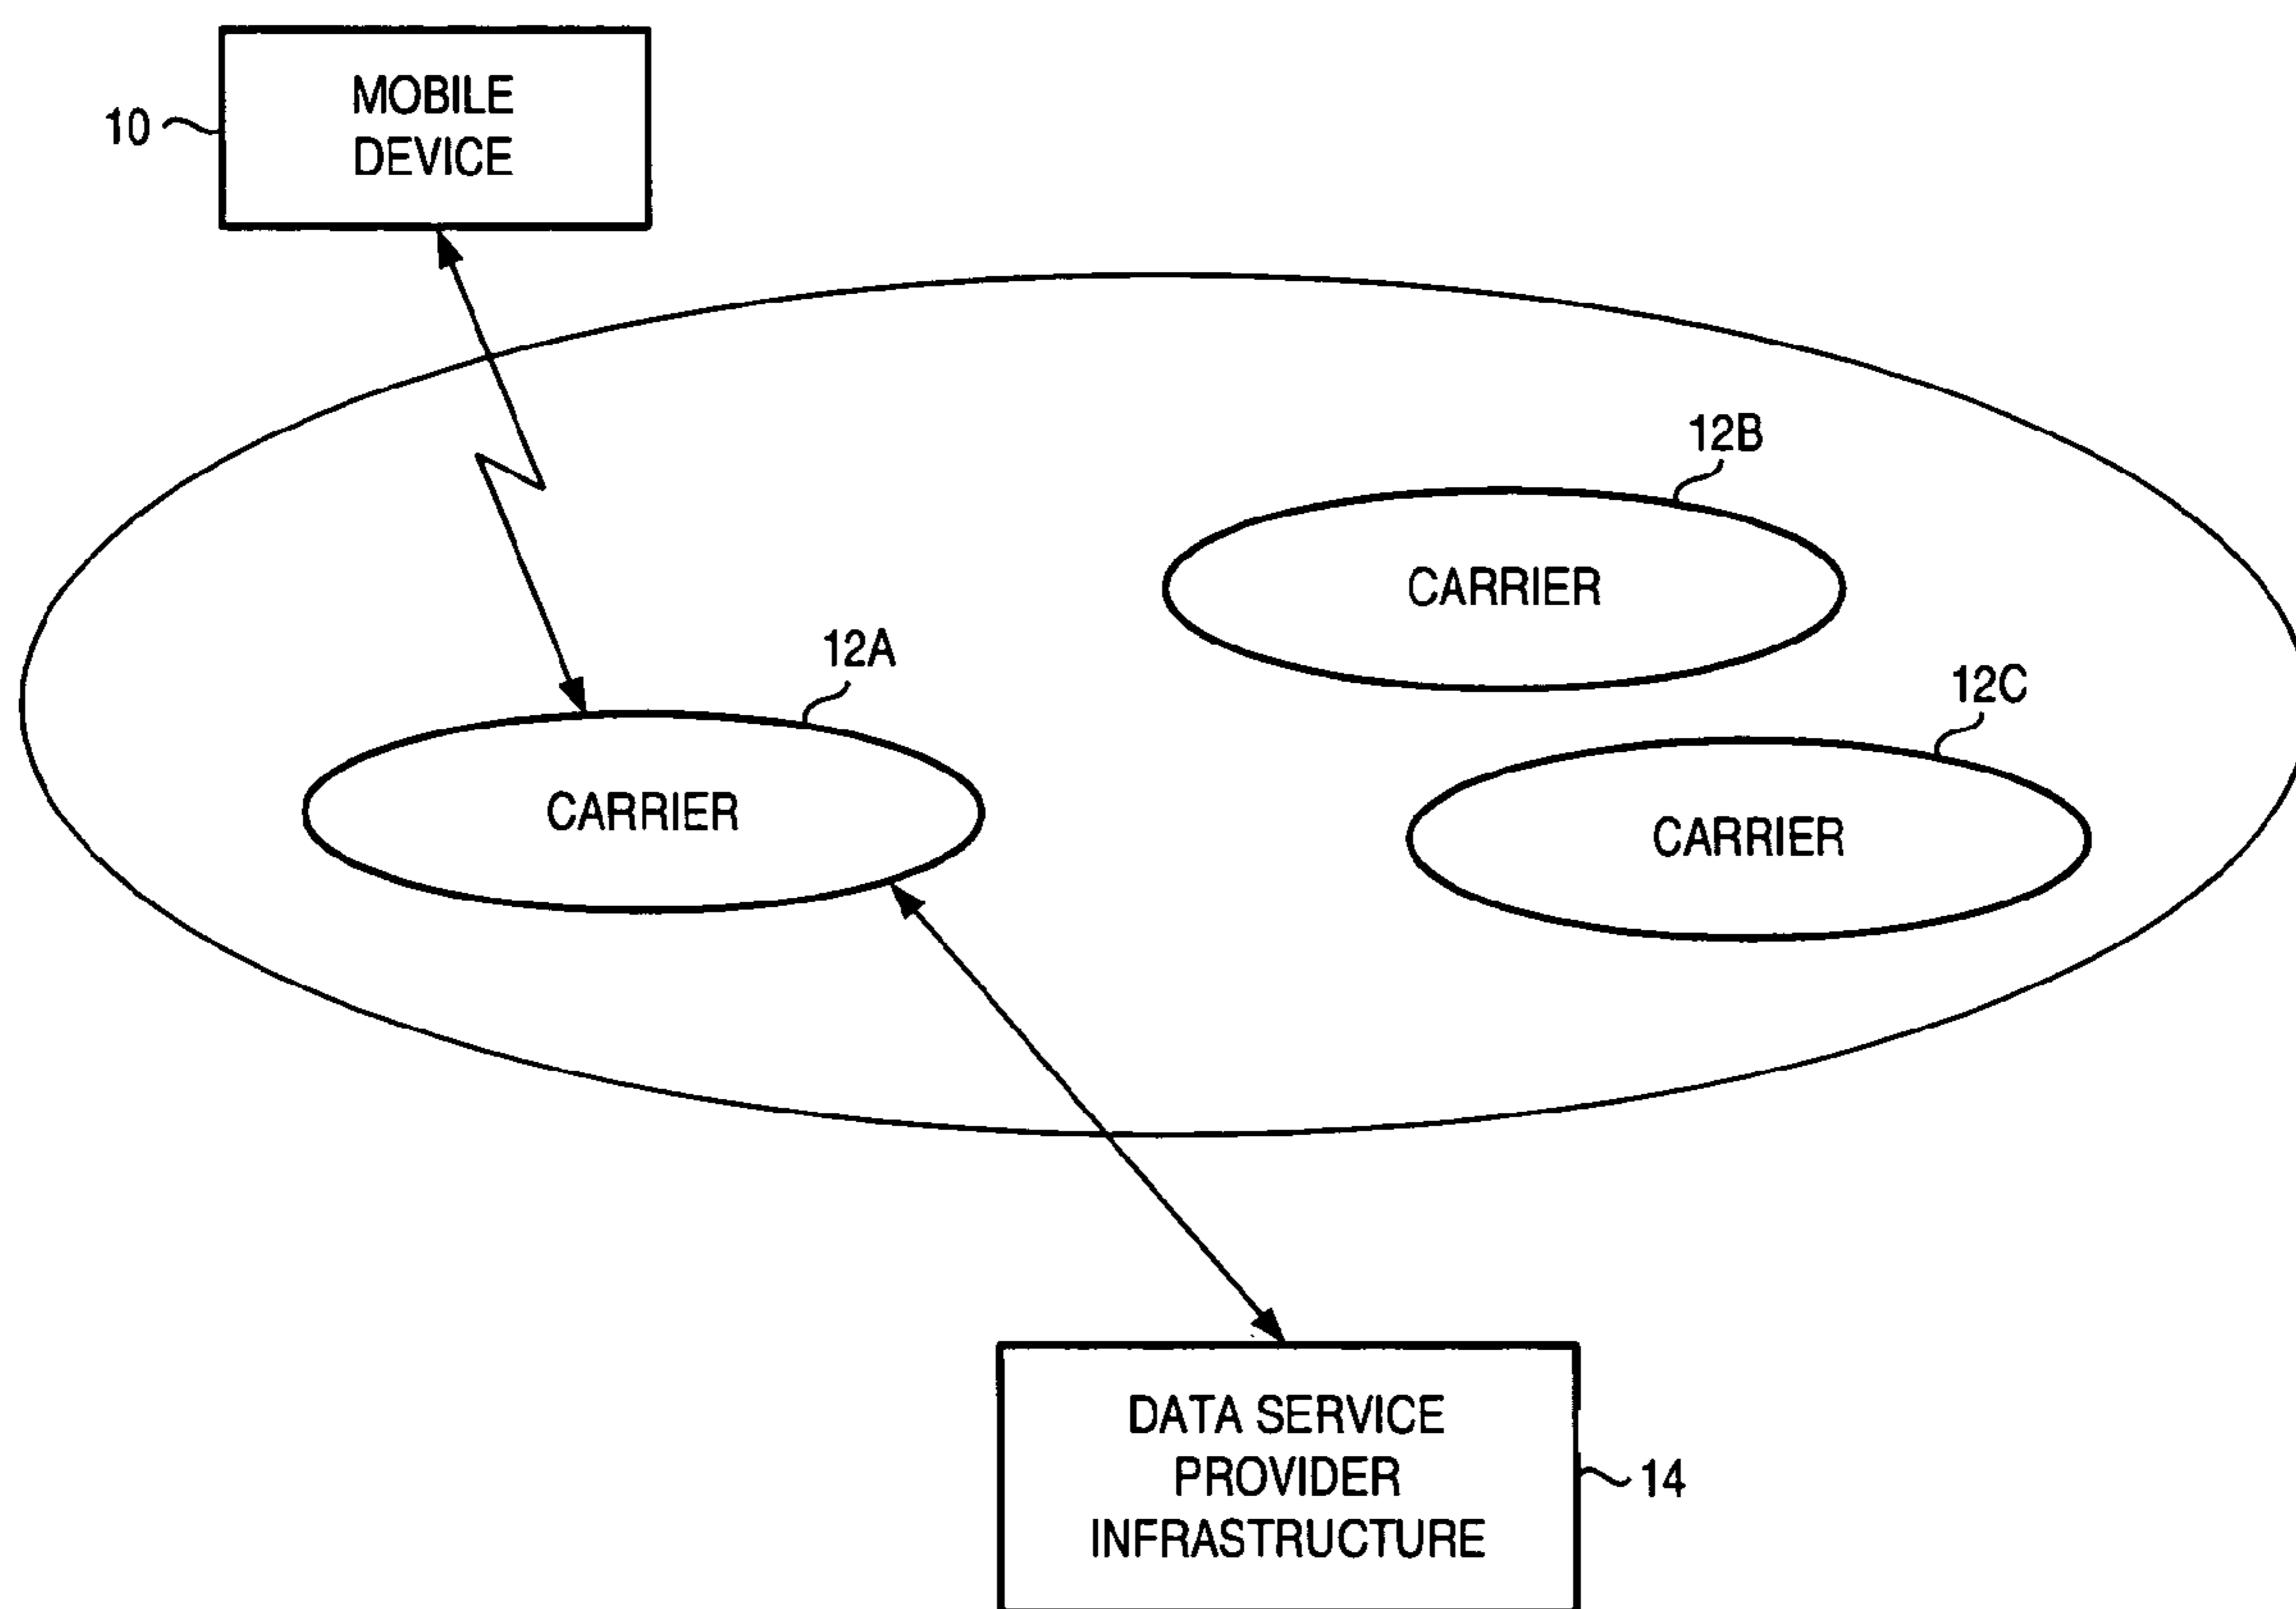 MOBILE
DEVICE
10
12B
CARRIER
12A
12C
CARRIER
CARRIER
DATA SERVICE
PROVIDER
INFRASTRUCTURE
14